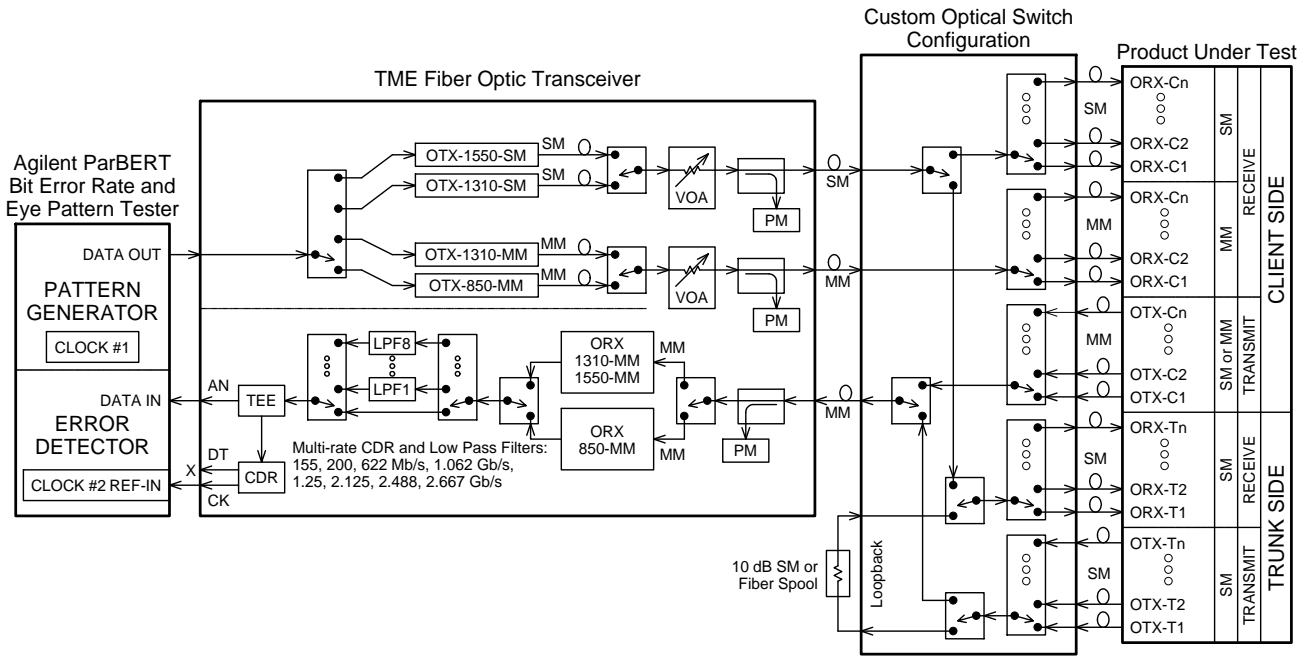 Custom Optical Switch
Configuration
Product Under Test
TME Fiber Optic Transceiver
Agilent ParBERT
Bit Error Rate and
Eye Pattern Tester
DATA OUT
PATTERN
GENERATOR
CLOCK #1
DATA IN
ERROR
DETECTOR
CLOCK #2 REF-IN
AN
DT
X
CK
TEE
CDR
OTX-1550-SM
SM
OTX-1310-SM
SM
OTX-1310-MM
MM
OTX-850-MM
MM
VOA
PM
SM
VOA
PM
MM
LPF8
LPF1
ORX
1310-MM
1550-MM
MM
ORX
850-MM
MM
PM
MM
Multi-rate CDR and Low Pass Filters:
155, 200, 622 Mb/s, 1.062 Gb/s,
1.25, 2.125, 2.488, 2.667 Gb/s
10 dB SM or
Fiber Spool
Loopback
SM
ORX-Cn
ORX-C2
ORX-C1
SM
MM
ORX-Cn
ORX-C2
ORX-C1
MM
RECEIVE
MM
OTX-Cn
OTX-C2
OTX-C1
SM or MM
TRANSMIT
CLIENT SIDE
SM
ORX-Tn
ORX-T2
ORX-T1
SM
RECEIVE
SM
OTX-Tn
OTX-T2
OTX-T1
SM
TRANSMIT
TRUNK SIDE